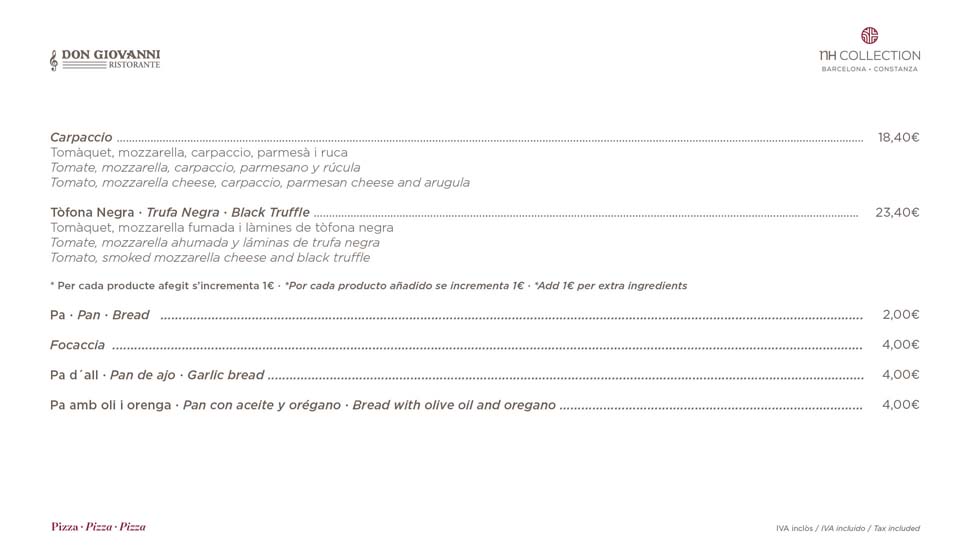 DON GIOVANNI
RISTORANTE
NH COLLECTION
BARCELONA - CONSTANZA
Carpaccio ........ 18,40€
Tomàquet, mozzarella, carpaccio, parmesà i ruca
Tomate, mozzarella, carpaccio, parmesano y rúcula
Tomato, mozzarella cheese, carpaccio, parmesan cheese and arugula
Tòfona Negra · Trufa Negra · Black Truffle ........ 23,40€
Tomàquet, mozzarella fumada i làmines de tòfona negra
Tomate, mozzarella ahumada y láminas de trufa negra
Tomato, smoked mozzarella cheese and black truffle
* Per cada producte afegit s'incrementa 1€ · *Por cada producto añadido se incrementa 1€ · *Add 1€ per extra ingredients
Pa · Pan · Bread ........ 2,00€
Focaccia ........ 4,00€
Pa d´all · Pan de ajo · Garlic bread ........ 4,00€
Pa amb oli i orenga · Pan con aceite y orégano · Bread with olive oil and oregano ........ 4,00€
Pizza · Pizza · Pizza
IVA inclòs / IVA incluido / Tax included